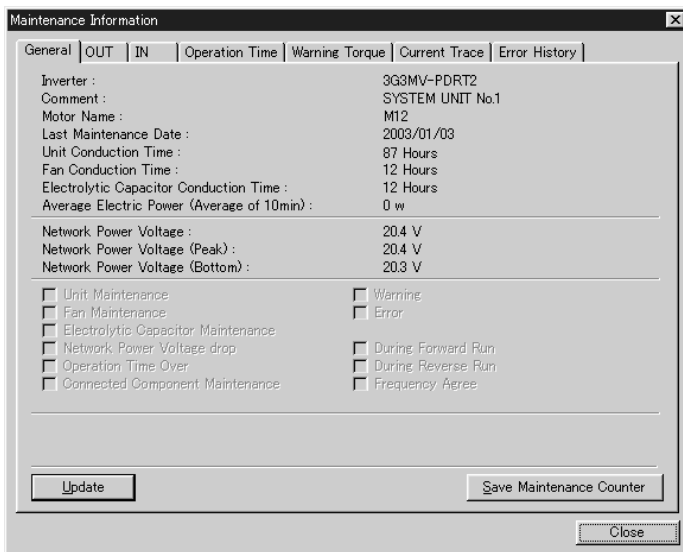 Maintenance Information
General OUT IN Operation Time Warning Torque Current Trace Error History
Inverter : 3G3MV-PDRT2
Comment : SYSTEM UNIT No.1
Motor Name : M12
Last Maintenance Date : 2003/01/03
Unit Conduction Time : 87 Hours
Fan Conduction Time : 12 Hours
Electrolytic Capacitor Conduction Time : 12 Hours
Average Electric Power (Average of 10min) : 0 w
Network Power Voltage : 20.4 V
Network Power Voltage (Peak) : 20.4 V
Network Power Voltage (Bottom) : 20.3 V
Unit Maintenance Warning
Fan Maintenance Error
Electrolytic Capacitor Maintenance
Network Power Voltage drop During Forward Run
Operation Time Over During Reverse Run
Connected Component Maintenance Frequency Agree
Update Save Maintenance Counter
Close